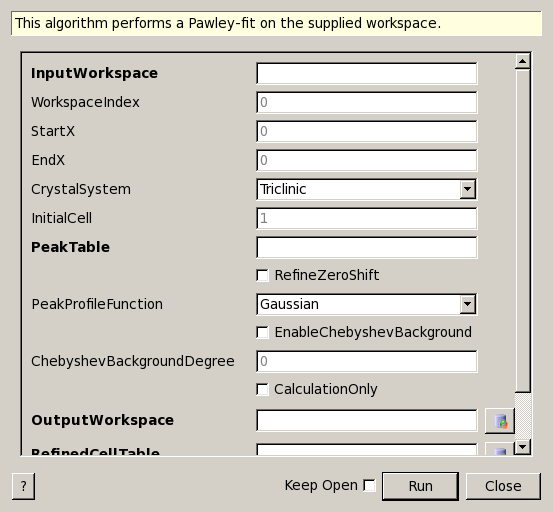 This algorithm performs a Pawley-fit on the supplied workspace.
InputWorkspace
WorkspaceIndex 0
StartX 0
EndX 0
CrystalSystem Triclinic
InitialCell 1
PeakTable
RefineZeroShift
PeakProfileFunction Gaussian
EnableChebyshevBackground
ChebyshevBackgroundDegree 0
CalculationOnly
OutputWorkspace
RefinedCellTable
? Keep Open Run Close